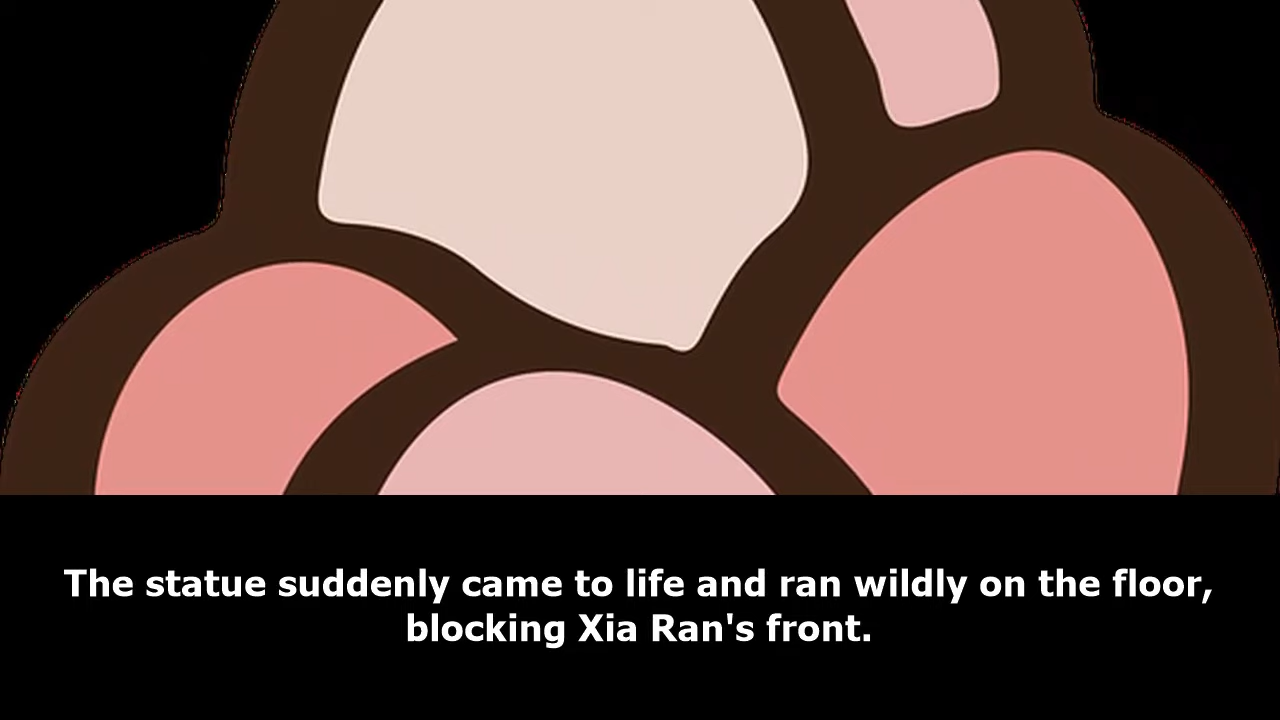 The statue suddenly came to life and ran wildly on the floor,
blocking Xia Ran's front.